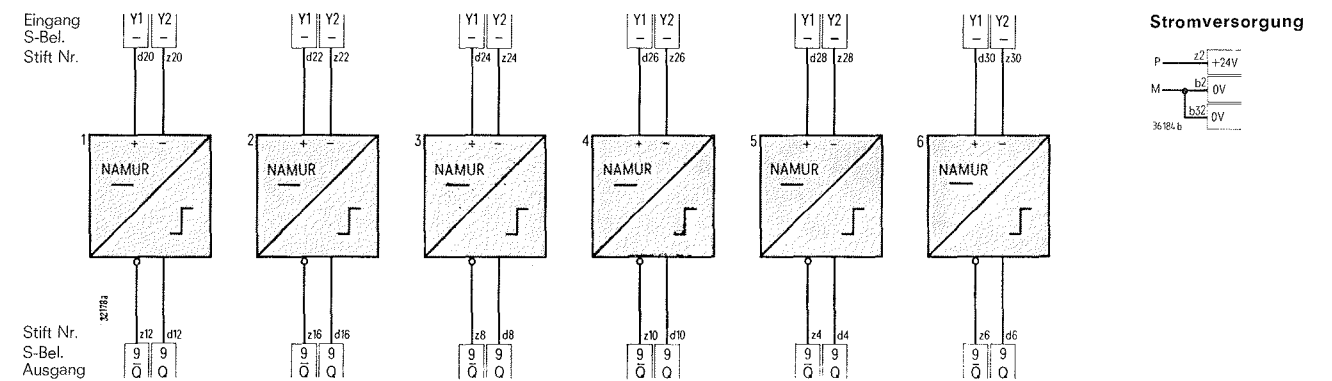 Eingang Y1 Y2 Y1 Y2 Y1 Y2 Y1 Y2 Y1 Y2 Y1 Y2
S-Bel. – – – – – – – – – – – –
Stift Nr. d20 z20 d22 z22 d24 z24 d26 z26 d28 z28 d30 z30
Stromversorgung
P z2 +24V
M b2 0V
b32 0V
36184b
1 2 3 4 5 6
+ – + – + – + – + – + –
NAMUR NAMUR NAMUR NAMUR NAMUR NAMUR
32178a
Stift Nr. z12 d12 z16 d16 z8 d8 z10 d10 z4 d4 z6 d6
S-Bel. 9 9 9 9 9 9 9 9 9 9 9 9
Ausgang Q̄ Q Q̄ Q Q̄ Q Q̄ Q Q̄ Q Q̄ Q